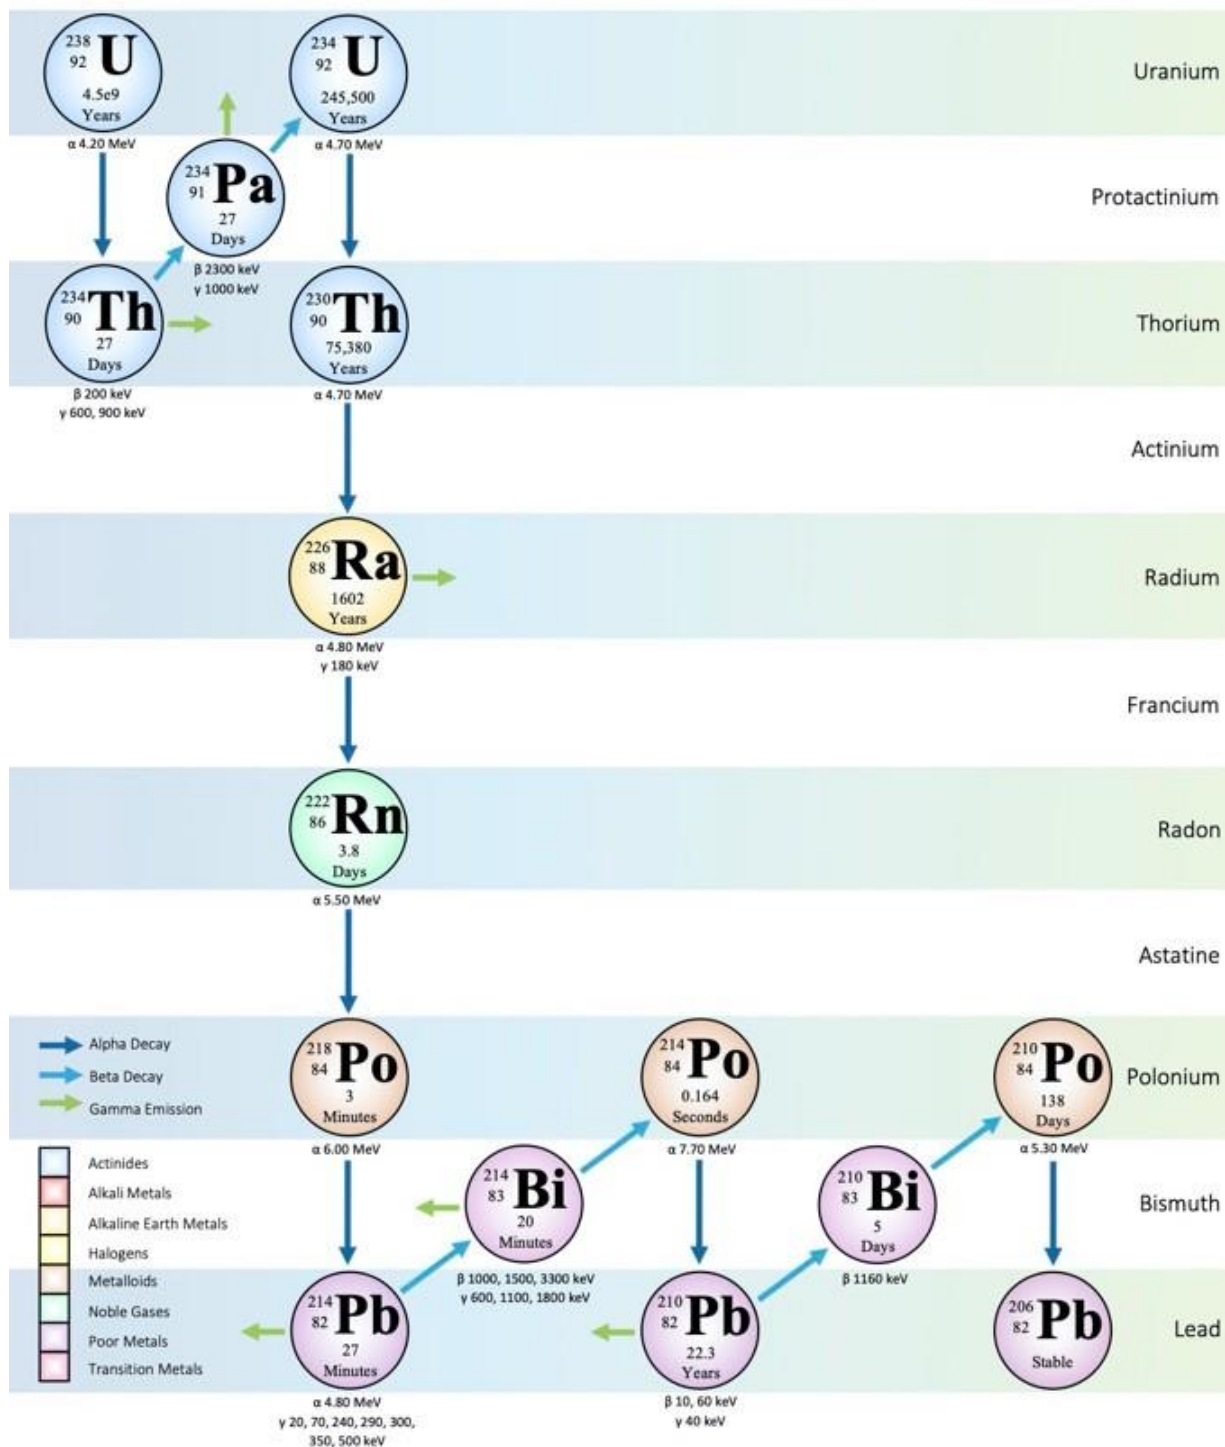 238
92 U
4.5e9
Years
α 4.20 MeV
234
92 U
245,500
Years
α 4.70 MeV
Uranium
234
91 Pa
27
Days
β 2300 keV
γ 1000 keV
Protactinium
234
90 Th
27
Days
β 200 keV
γ 600, 900 keV
230
90 Th
75,380
Years
α 4.70 MeV
Thorium
Actinium
226
88 Ra
1602
Years
α 4.80 MeV
γ 180 keV
Radium
Francium
222
86 Rn
3.8
Days
α 5.50 MeV
Radon
Astatine
Alpha Decay
Beta Decay
Gamma Emission
218
84 Po
3
Minutes
α 6.00 MeV
214
84 Po
0.164
Seconds
α 7.70 MeV
210
84 Po
138
Days
α 5.30 MeV
Polonium
Actinides
Alkali Metals
Alkaline Earth Metals
Halogens
Metalloids
Noble Gases
Poor Metals
Transition Metals
214
83 Bi
20
Minutes
β 1000, 1500, 3300 keV
γ 600, 1100, 1800 keV
210
83 Bi
5
Days
β 1160 keV
Bismuth
214
82 Pb
27
Minutes
α 4.80 MeV
γ 20, 70, 240, 290, 300,
350, 500 keV
210
82 Pb
22.3
Years
β 10, 60 keV
γ 40 keV
206
82 Pb
Stable
Lead